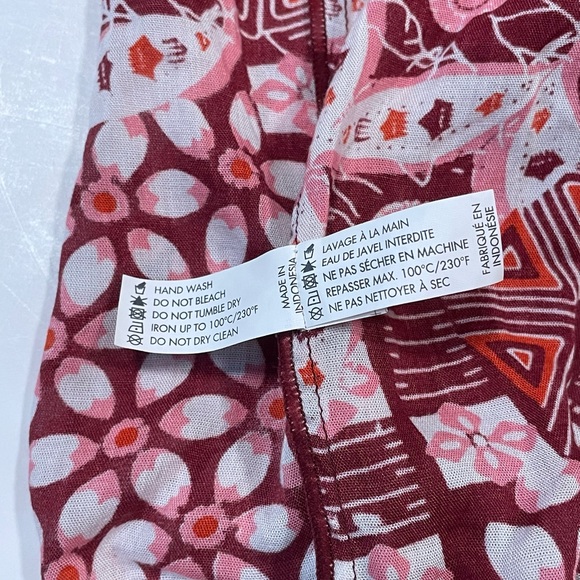 HAND WASH
DO NOT BLEACH
DO NOT TUMBLE DRY
IRON UP TO 100°C/230°F
DO NOT DRY CLEAN
MADE IN
INDONESIA
LAVAGE À LA MAIN
EAU DE JAVEL INTERDITE
NE PAS SÉCHER EN MACHINE
REPASSER MAX. 100°C/230°F
NE PAS NETTOYER À SEC
FABRIQUÉ EN
INDONÉSIE